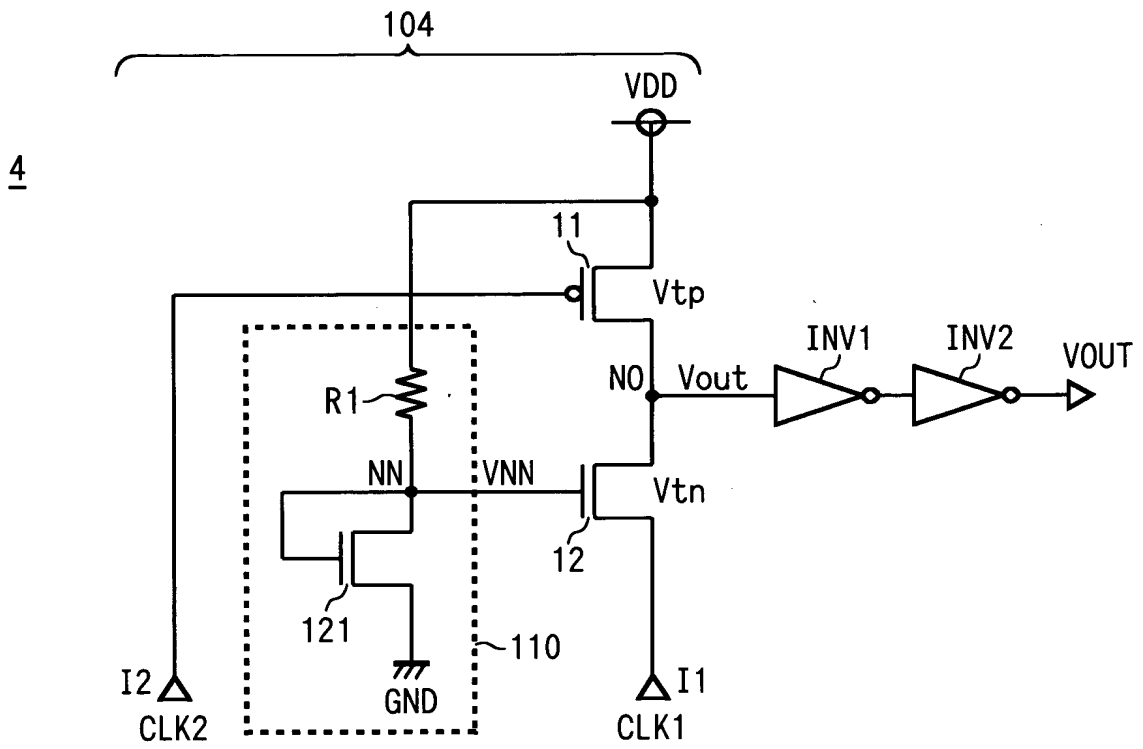 104
VDD
4
11
Vtp
INV1
INV2
VOUT
R1
NO
Vout
NN
VNN
Vtn
12
121
110
GND
I2
CLK2
I1
CLK1